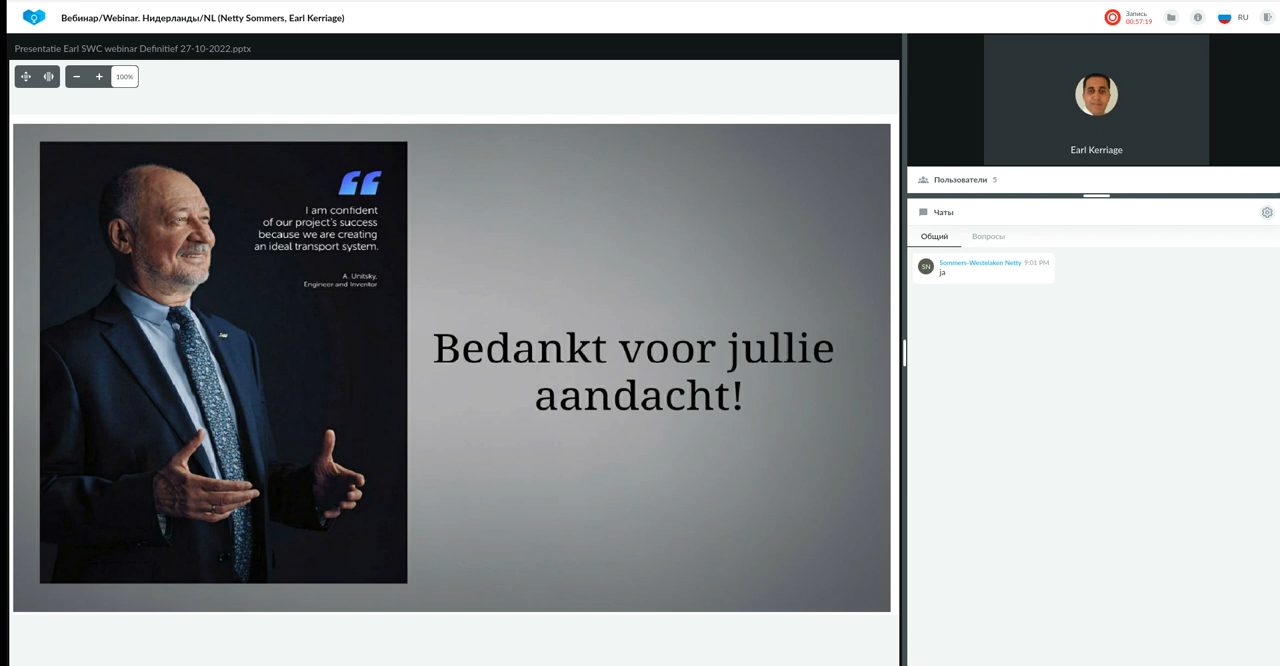 Вебинар/Webinar. Нидерланды/NL (Netty Sommers, Earl Kerriage)
Запись
00:57:19
RU
Presentatie Earl SWC webinar Definitief 27-10-2022.pptx
100%
I am confident
of our project's success
because we are creating
an ideal transport system.
A. Unitsky,
Engineer and Inventor
Bedankt voor jullie
aandacht!
Earl Kerriage
Пользователи 5
Чаты
Общий Вопросы
SN
Sommers-Westelaken Netty 9:01 PM
ja